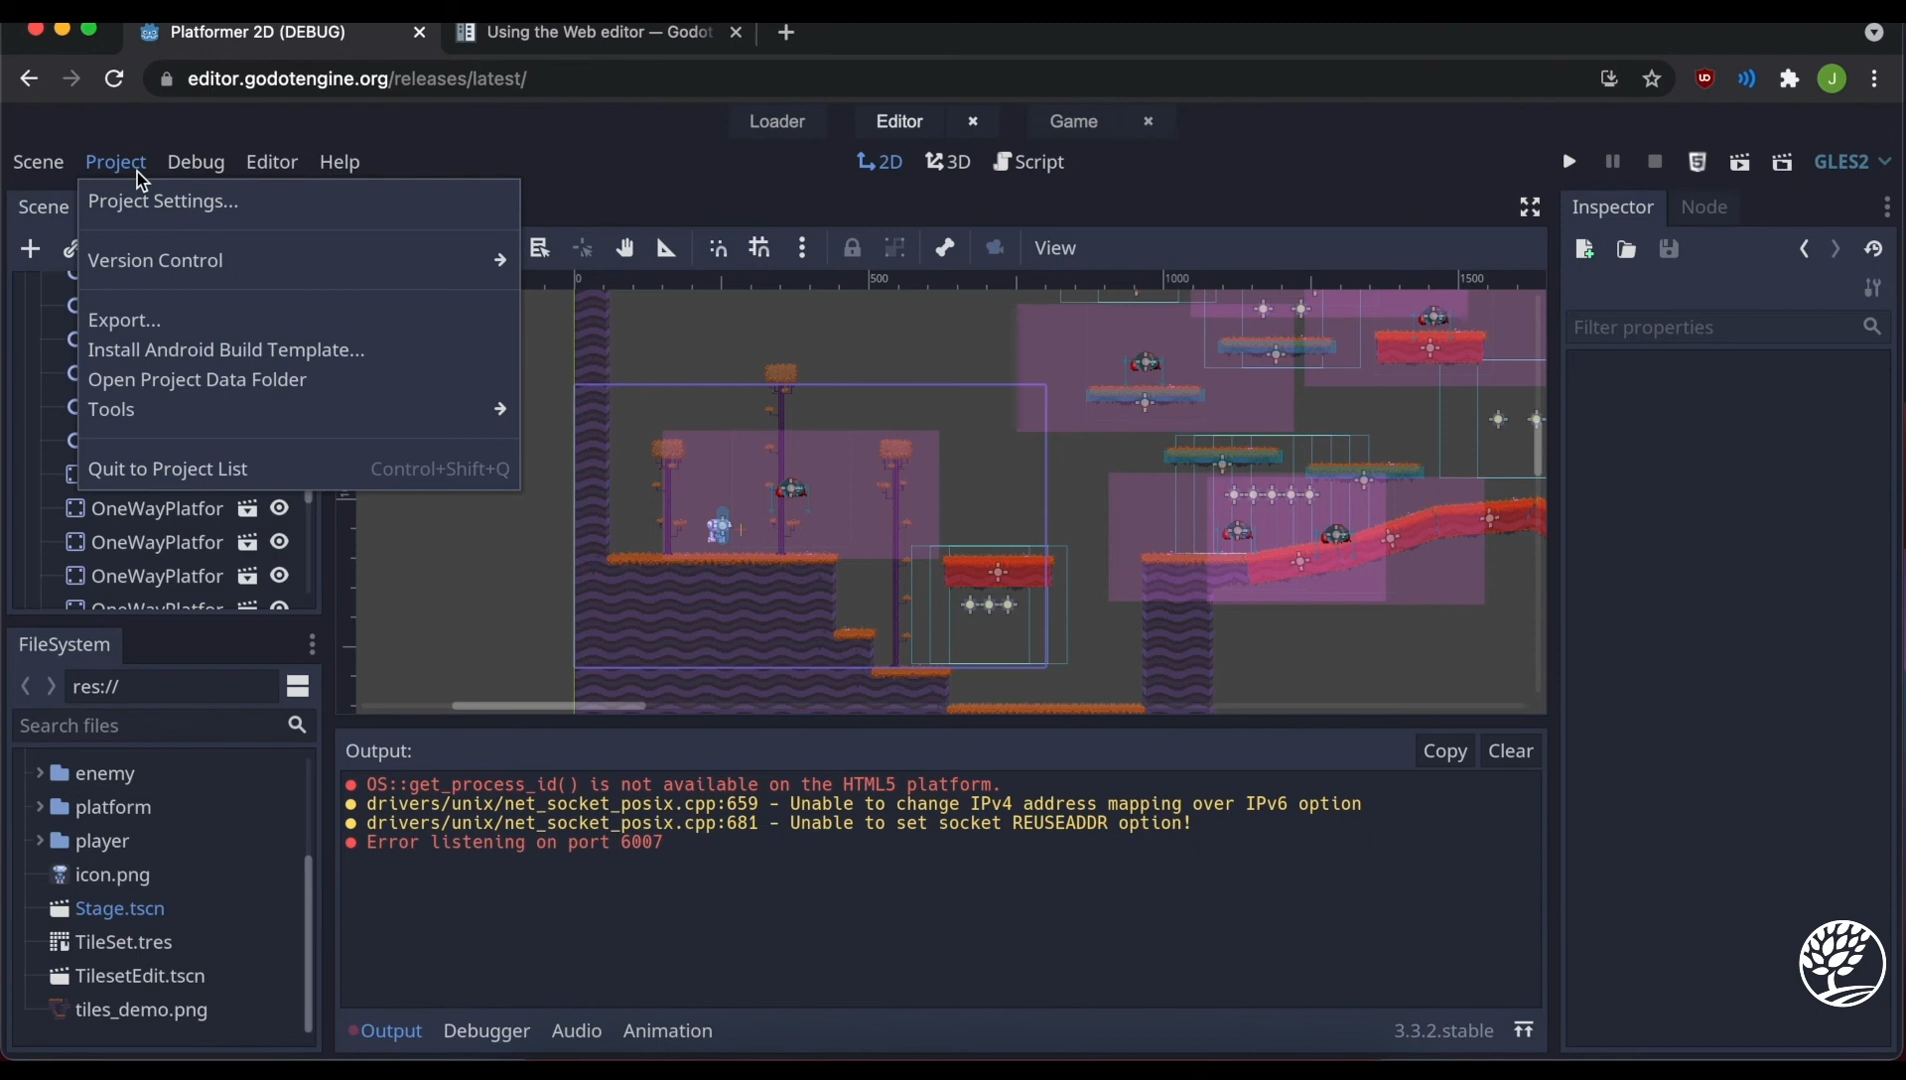 Platformer 2D (DEBUG)
Using the Web editor — Godot
editor.godotengine.org/releases/latest/
J
Loader
Editor
Game
Scene
Project
Debug
Editor
Help
2D
3D
Script
GLES2
Project Settings...
Version Control
Export...
Install Android Build Template...
Open Project Data Folder
Tools
Quit to Project List Control+Shift+Q
Scene
View
0
500
1000
1500
Inspector
Node
Filter properties
OneWayPlatfor
OneWayPlatfor
OneWayPlatfor
OneWayPlatfor
FileSystem
res://
Search files
enemy
platform
player
icon.png
Stage.tscn
TileSet.tres
TilesetEdit.tscn
tiles_demo.png
Output:
Copy
Clear
OS::get_process_id() is not available on the HTML5 platform.
drivers/unix/net_socket_posix.cpp:659 - Unable to change IPv4 address mapping over IPv6 option
drivers/unix/net_socket_posix.cpp:681 - Unable to set socket REUSEADDR option!
Error listening on port 6007
Output
Debugger
Audio
Animation
3.3.2.stable